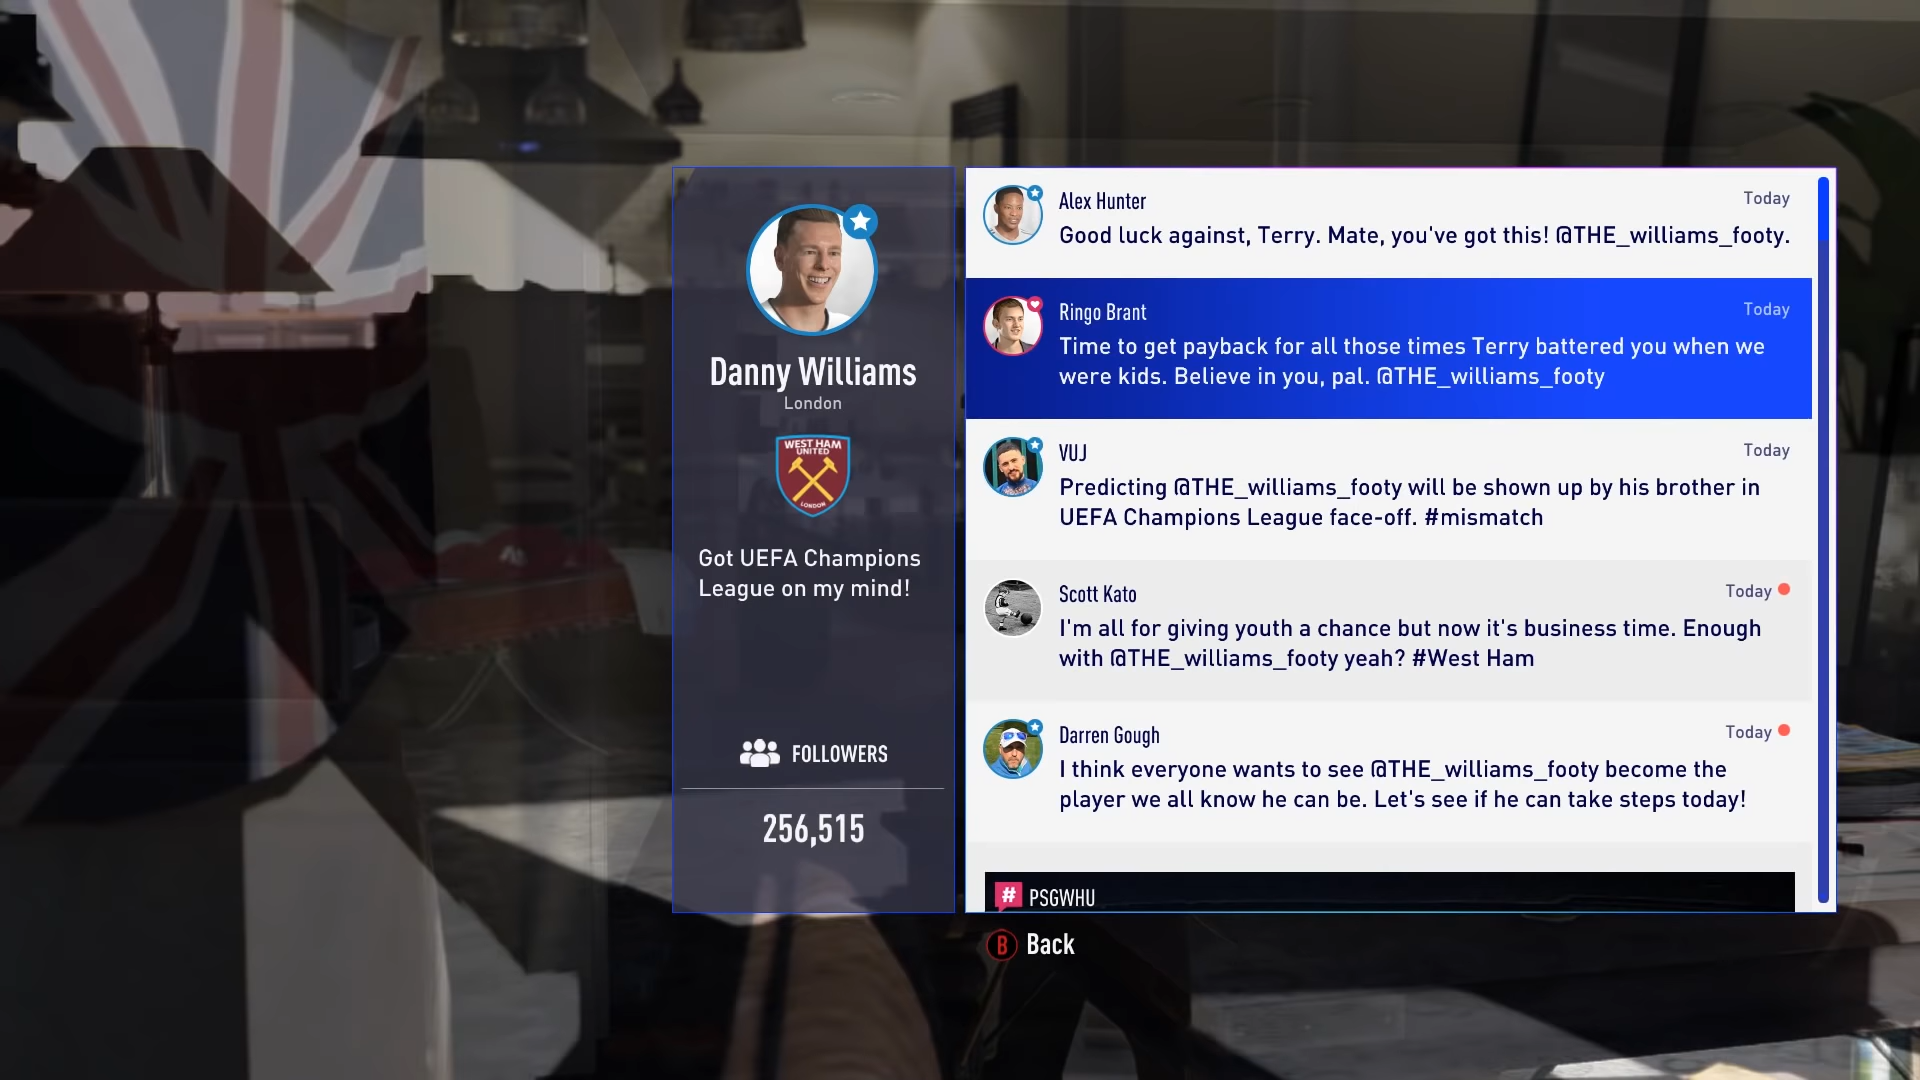 Danny Williams
London
WEST HAM
UNITED
LONDON
Got UEFA Champions
League on my mind!
FOLLOWERS
256,515
Alex Hunter
Today
Good luck against, Terry. Mate, you've got this! @THE_williams_footy.
Ringo Brant
Today
Time to get payback for all those times Terry battered you when we
were kids. Believe in you, pal. @THE_williams_footy
VUJ
Today
Predicting @THE_williams_footy will be shown up by his brother in
UEFA Champions League face-off. #mismatch
Scott Kato
Today
I'm all for giving youth a chance but now it's business time. Enough
with @THE_williams_footy yeah? #West Ham
Darren Gough
Today
I think everyone wants to see @THE_williams_footy become the
player we all know he can be. Let's see if he can take steps today!
# PSGWHU
B Back